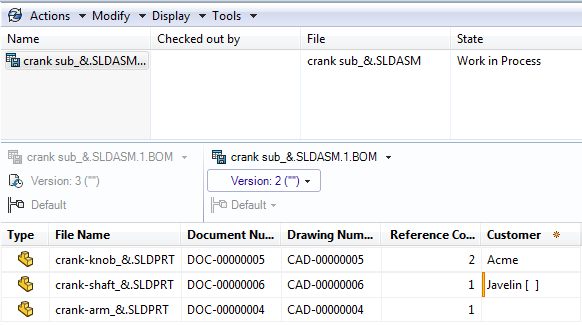 Actions Modify Display Tools
Name Checked out by File State
crank sub_&.SLDASM... crank sub_&.SLDASM Work in Process
crank sub_&.SLDASM.1.BOM crank sub_&.SLDASM.1.BOM
Version: 3 ("") Version: 2 ("")
Default Default
Type File Name Document Nu... Drawing Num... Reference Co... Customer
crank-knob_&.SLDPRT DOC-00000005 CAD-00000005 2 Acme
crank-shaft_&.SLDPRT DOC-00000006 CAD-00000006 1 Javelin [ ]
crank-arm_&.SLDPRT DOC-00000004 CAD-00000004 1